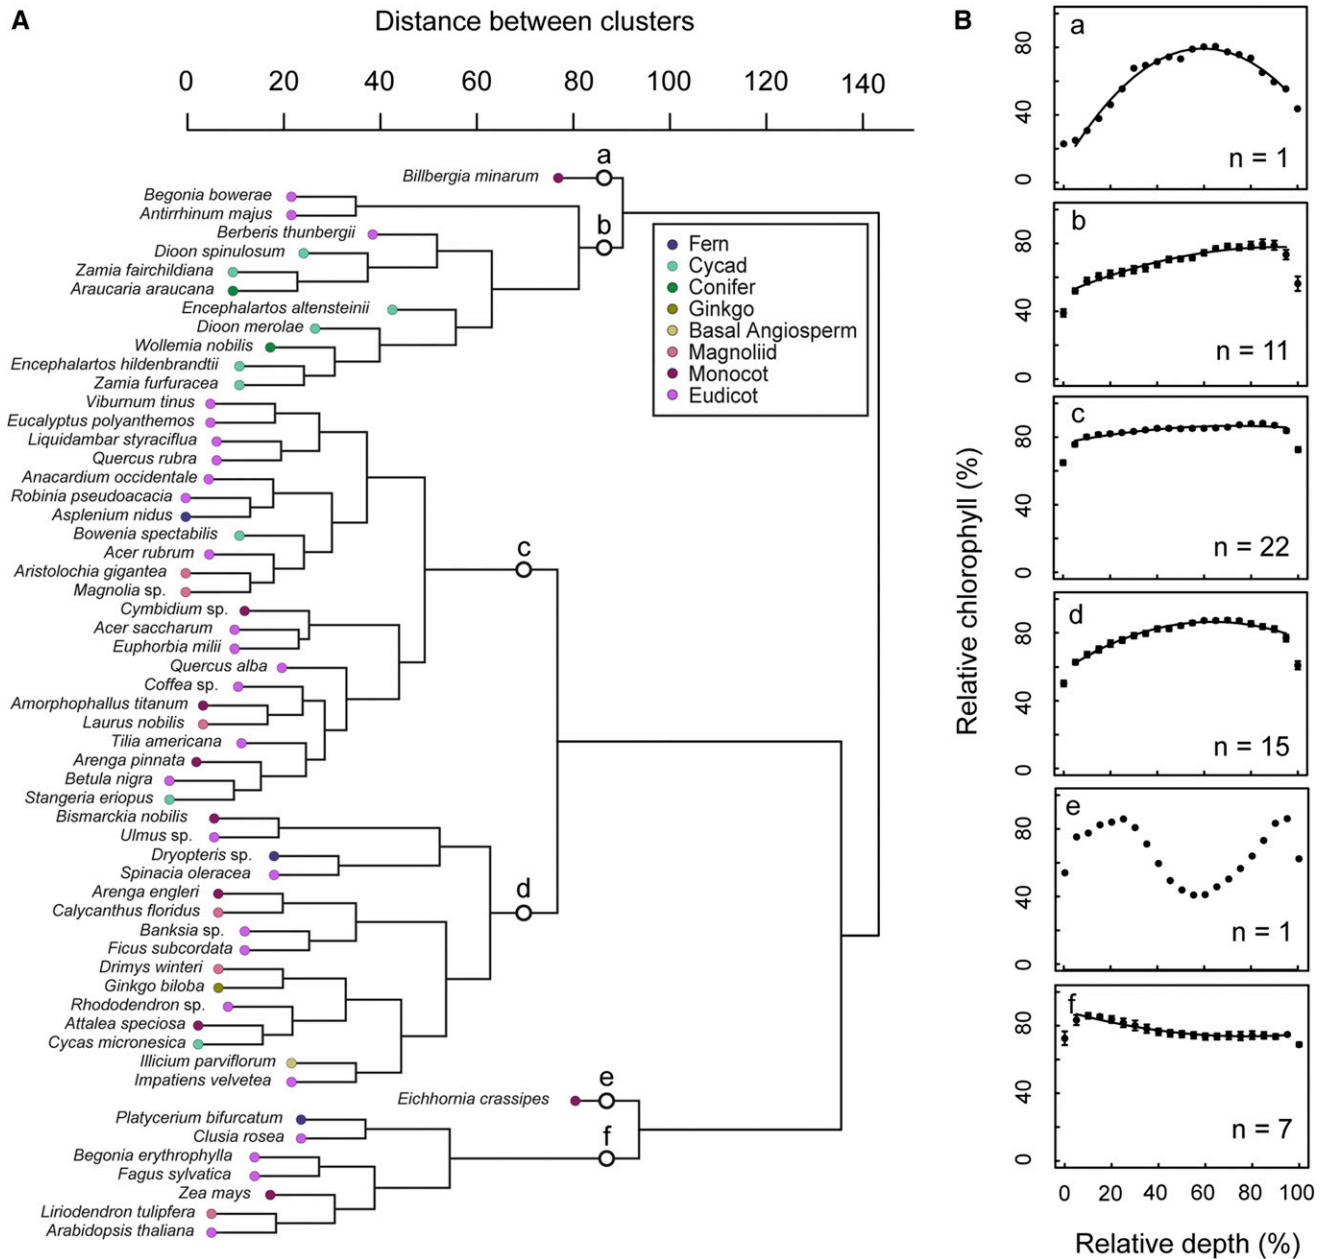 A
Distance between clusters
0 20 40 60 80 100 120 140
a
Billbergia minarum
Begonia bowerae
Antirrhinum majus
b
Berberis thunbergii
Dioon spinulosum
Zamia fairchildiana
Araucaria araucana
Encephalartos altensteinii
Dioon merolae
Wollemia nobilis
Encephalartos hildenbrandtii
Zamia furfuracea
Viburnum tinus
Eucalyptus polyanthemos
Liquidambar styraciflua
Quercus rubra
Anacardium occidentale
Robinia pseudoacacia
Asplenium nidus
Bowenia spectabilis
c
Acer rubrum
Aristolochia gigantea
Magnolia sp.
Cymbidium sp.
Acer saccharum
Euphorbia milii
Quercus alba
Coffea sp.
Amorphophallus titanum
Laurus nobilis
Tilia americana
Arenga pinnata
Betula nigra
Stangeria eriopus
Bismarckia nobilis
Ulmus sp.
Dryopteris sp.
Spinacia oleracea
d
Arenga engleri
Calycanthus floridus
Banksia sp.
Ficus subcordata
Drimys winteri
Ginkgo biloba
Rhododendron sp.
Attalea speciosa
Cycas micronesica
Illicium parviflorum
Impatiens velvetea
e
Eichhornia crassipes
Platycerium bifurcatum
Clusia rosea
f
Begonia erythrophylla
Fagus sylvatica
Zea mays
Liriodendron tulipfera
Arabidopsis thaliana
Fern
Cycad
Conifer
Ginkgo
Basal Angiosperm
Magnoliid
Monocot
Eudicot
B
Relative chlorophyll (%)
a
80
40
0
n = 1
b
80
40
0
n = 11
c
80
40
0
n = 22
d
80
40
0
n = 15
e
80
40
0
n = 1
f
80
40
0
n = 7
0 20 40 60 80 100
Relative depth (%)